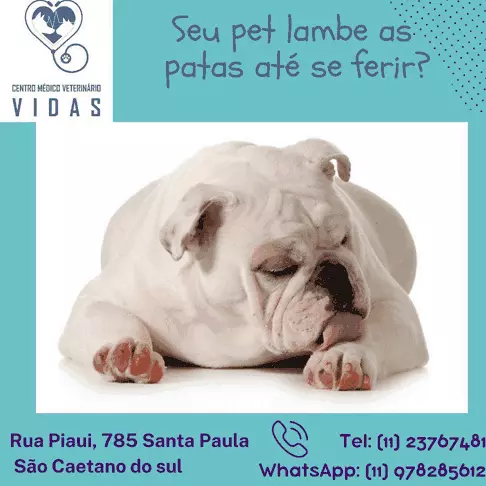 CENTRO MÉDICO VETERINÁRIO
VIDAS
Seu pet lambe as
patas até se ferir?
Rua Piaui, 785 Santa Paula
São Caetano do sul
Tel: (11) 23767481
WhatsApp: (11) 978285612